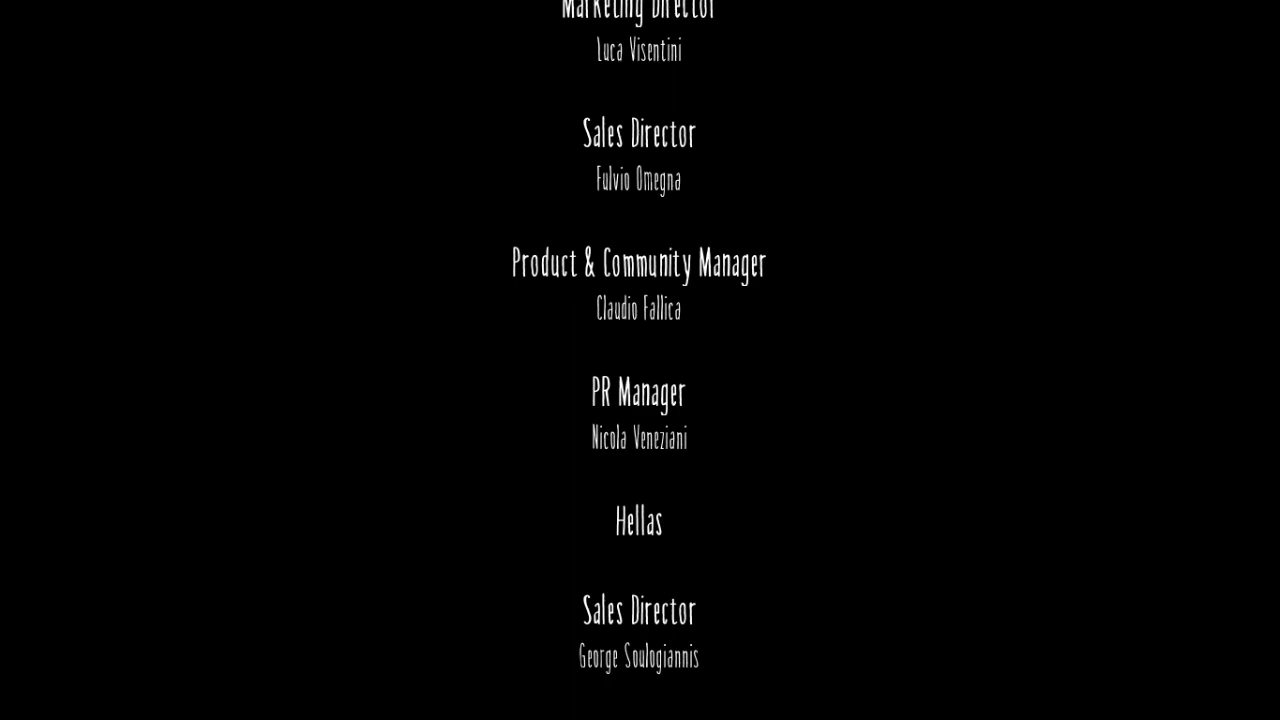 Marketing Director
Luca Visentini
Sales Director
Fulvio Omegna
Product & Community Manager
Claudio Fallica
PR Manager
Nicola Veneziani
Hellas
Sales Director
George Soulogiannis